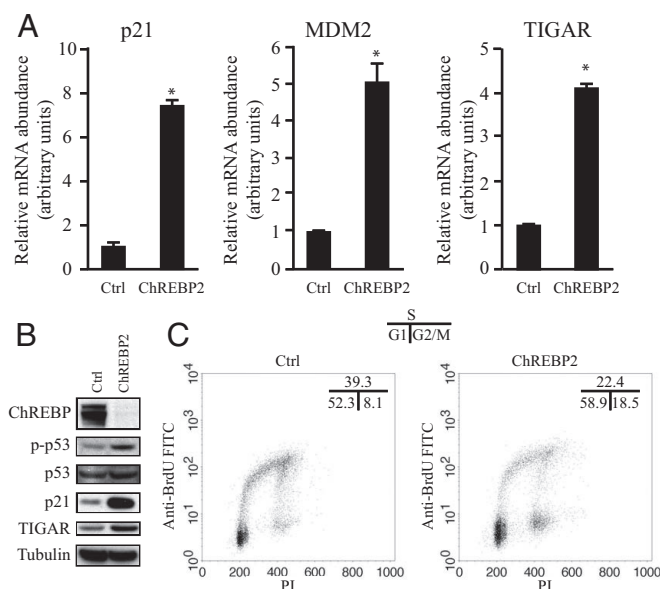 A
p21
MDM2
TIGAR
Relative mRNA abundance
(arbitrary units)
10
8
6
4
2
0
Ctrl ChREBP2
Relative mRNA abundance
(arbitrary units)
6
5
4
3
2
1
0
Ctrl ChREBP2
Relative mRNA abundance
(arbitrary units)
5
4
3
2
1
0
Ctrl ChREBP2
*
*
*
B
Ctrl
ChREBP2
ChREBP
p-p53
p53
p21
TIGAR
Tubulin
C
S
G1 G2/M
Ctrl
39.3
52.3 8.1
Anti-BrdU FITC
10⁴
10³
10²
10¹
10⁰
0 200 400 600 800 1000
PI
ChREBP2
22.4
58.9 18.5
Anti-BrdU FITC
10⁴
10³
10²
10¹
10⁰
0 200 400 600 800 1000
PI